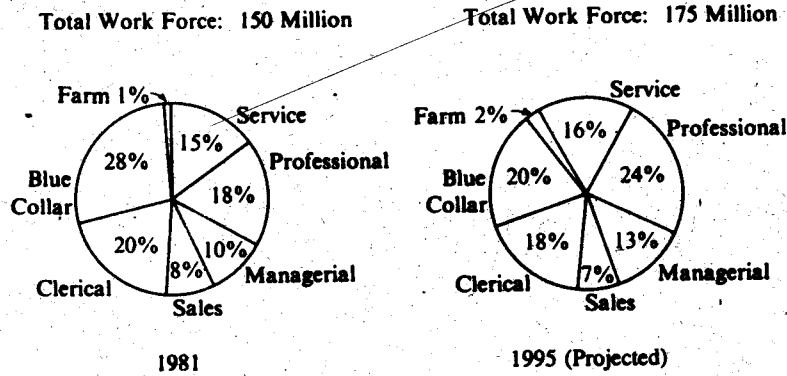 Total Work Force: 150 Million
Farm 1%
Service
15%
Professional
28%
18%
Blue
Collar
20%
10%
8%
Managerial
Clerical
Sales
1981
Total Work Force: 175 Million
Service
Farm 2%
16%
Professional
Blue
Collar
20%
24%
18%
13%
7%
Managerial
Clerical
Sales
1995 (Projected)